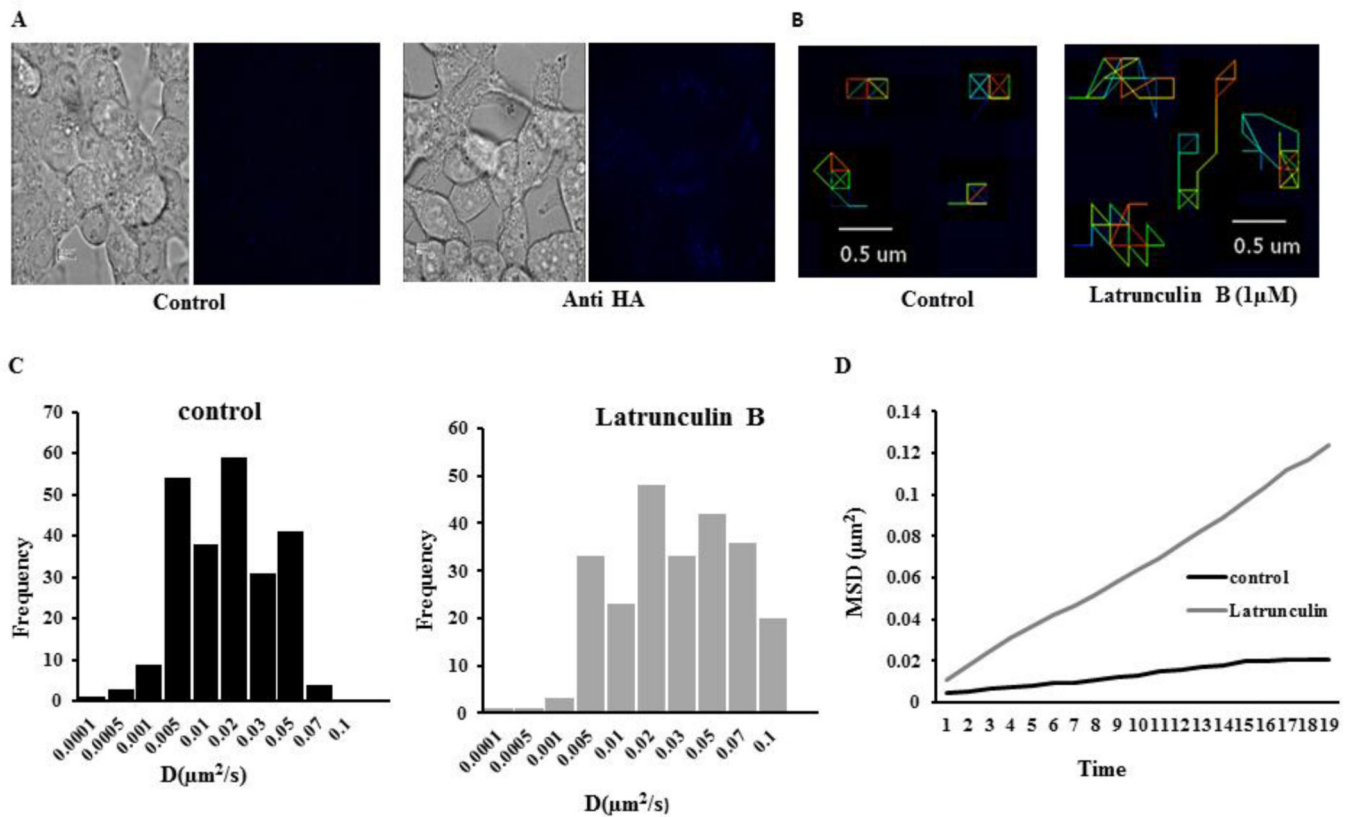 A
B
Control
Anti HA
0.5 um
0.5 um
Control
Latrunculin B (1µM)
C
D
control
70
60
50
40
30
20
10
0
Frequency
0.0001
0.0005
0.001
0.005
0.01
0.02
0.03
0.05
0.07
0.1
D(µm²/s)
Latrunculin B
60
50
40
30
20
10
0
Frequency
0.0001
0.0005
0.001
0.005
0.01
0.02
0.03
0.05
0.07
0.1
D(µm²/s)
0.14
0.12
0.1
0.08
0.06
0.04
0.02
0
MSD (µm²)
control
Latrunculin
1 2 3 4 5 6 7 8 9 10 11 12 13 14 15 16 17 18 19
Time